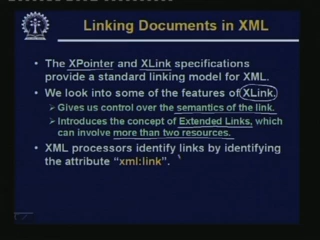 Linking Documents in XML
• The XPointer and XLink specifications
provide a standard linking model for XML.
• We look into some of the features of XLink.
➢ Gives us control over the semantics of the link.
➢ Introduces the concept of Extended Links, which
can involve more than two resources.
• XML processors identify links by identifying
the attribute “xml:link”.